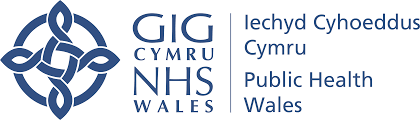 GIG
CYMRU
NHS
WALES
Iechyd Cyhoeddus
Cymru
Public Health
Wales